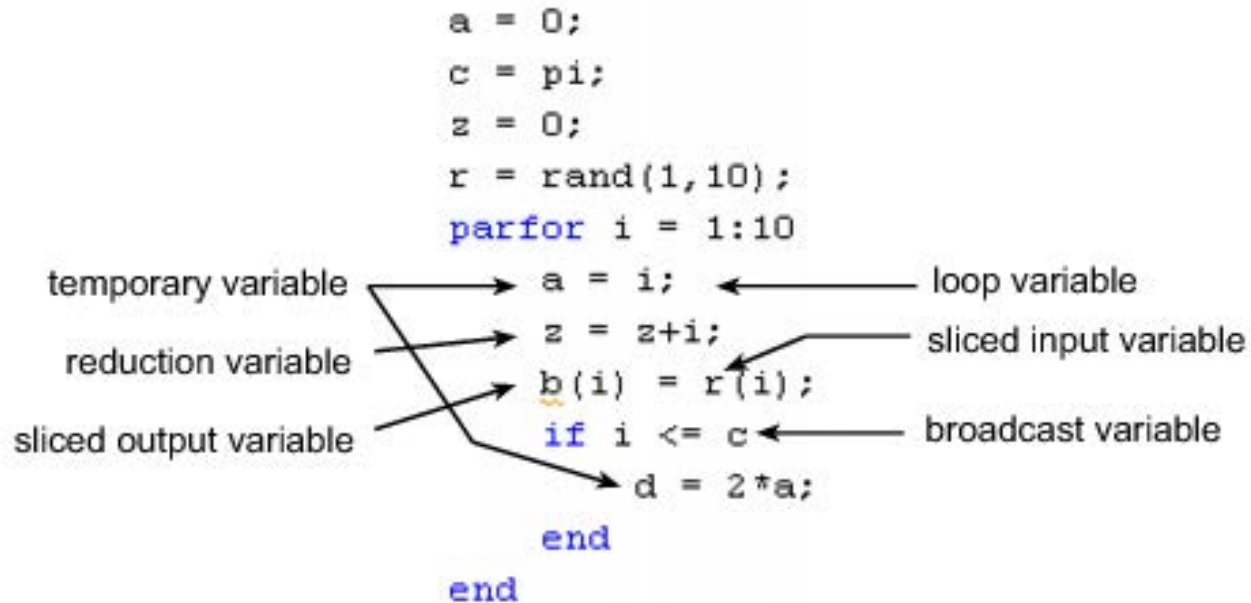 a = 0;
c = pi;
z = 0;
r = rand(1,10);
parfor i = 1:10
temporary variable a = i; loop variable
reduction variable z = z+i; sliced input variable
b(i) = r(i);
sliced output variable if i <= c broadcast variable
d = 2*a;
end
end